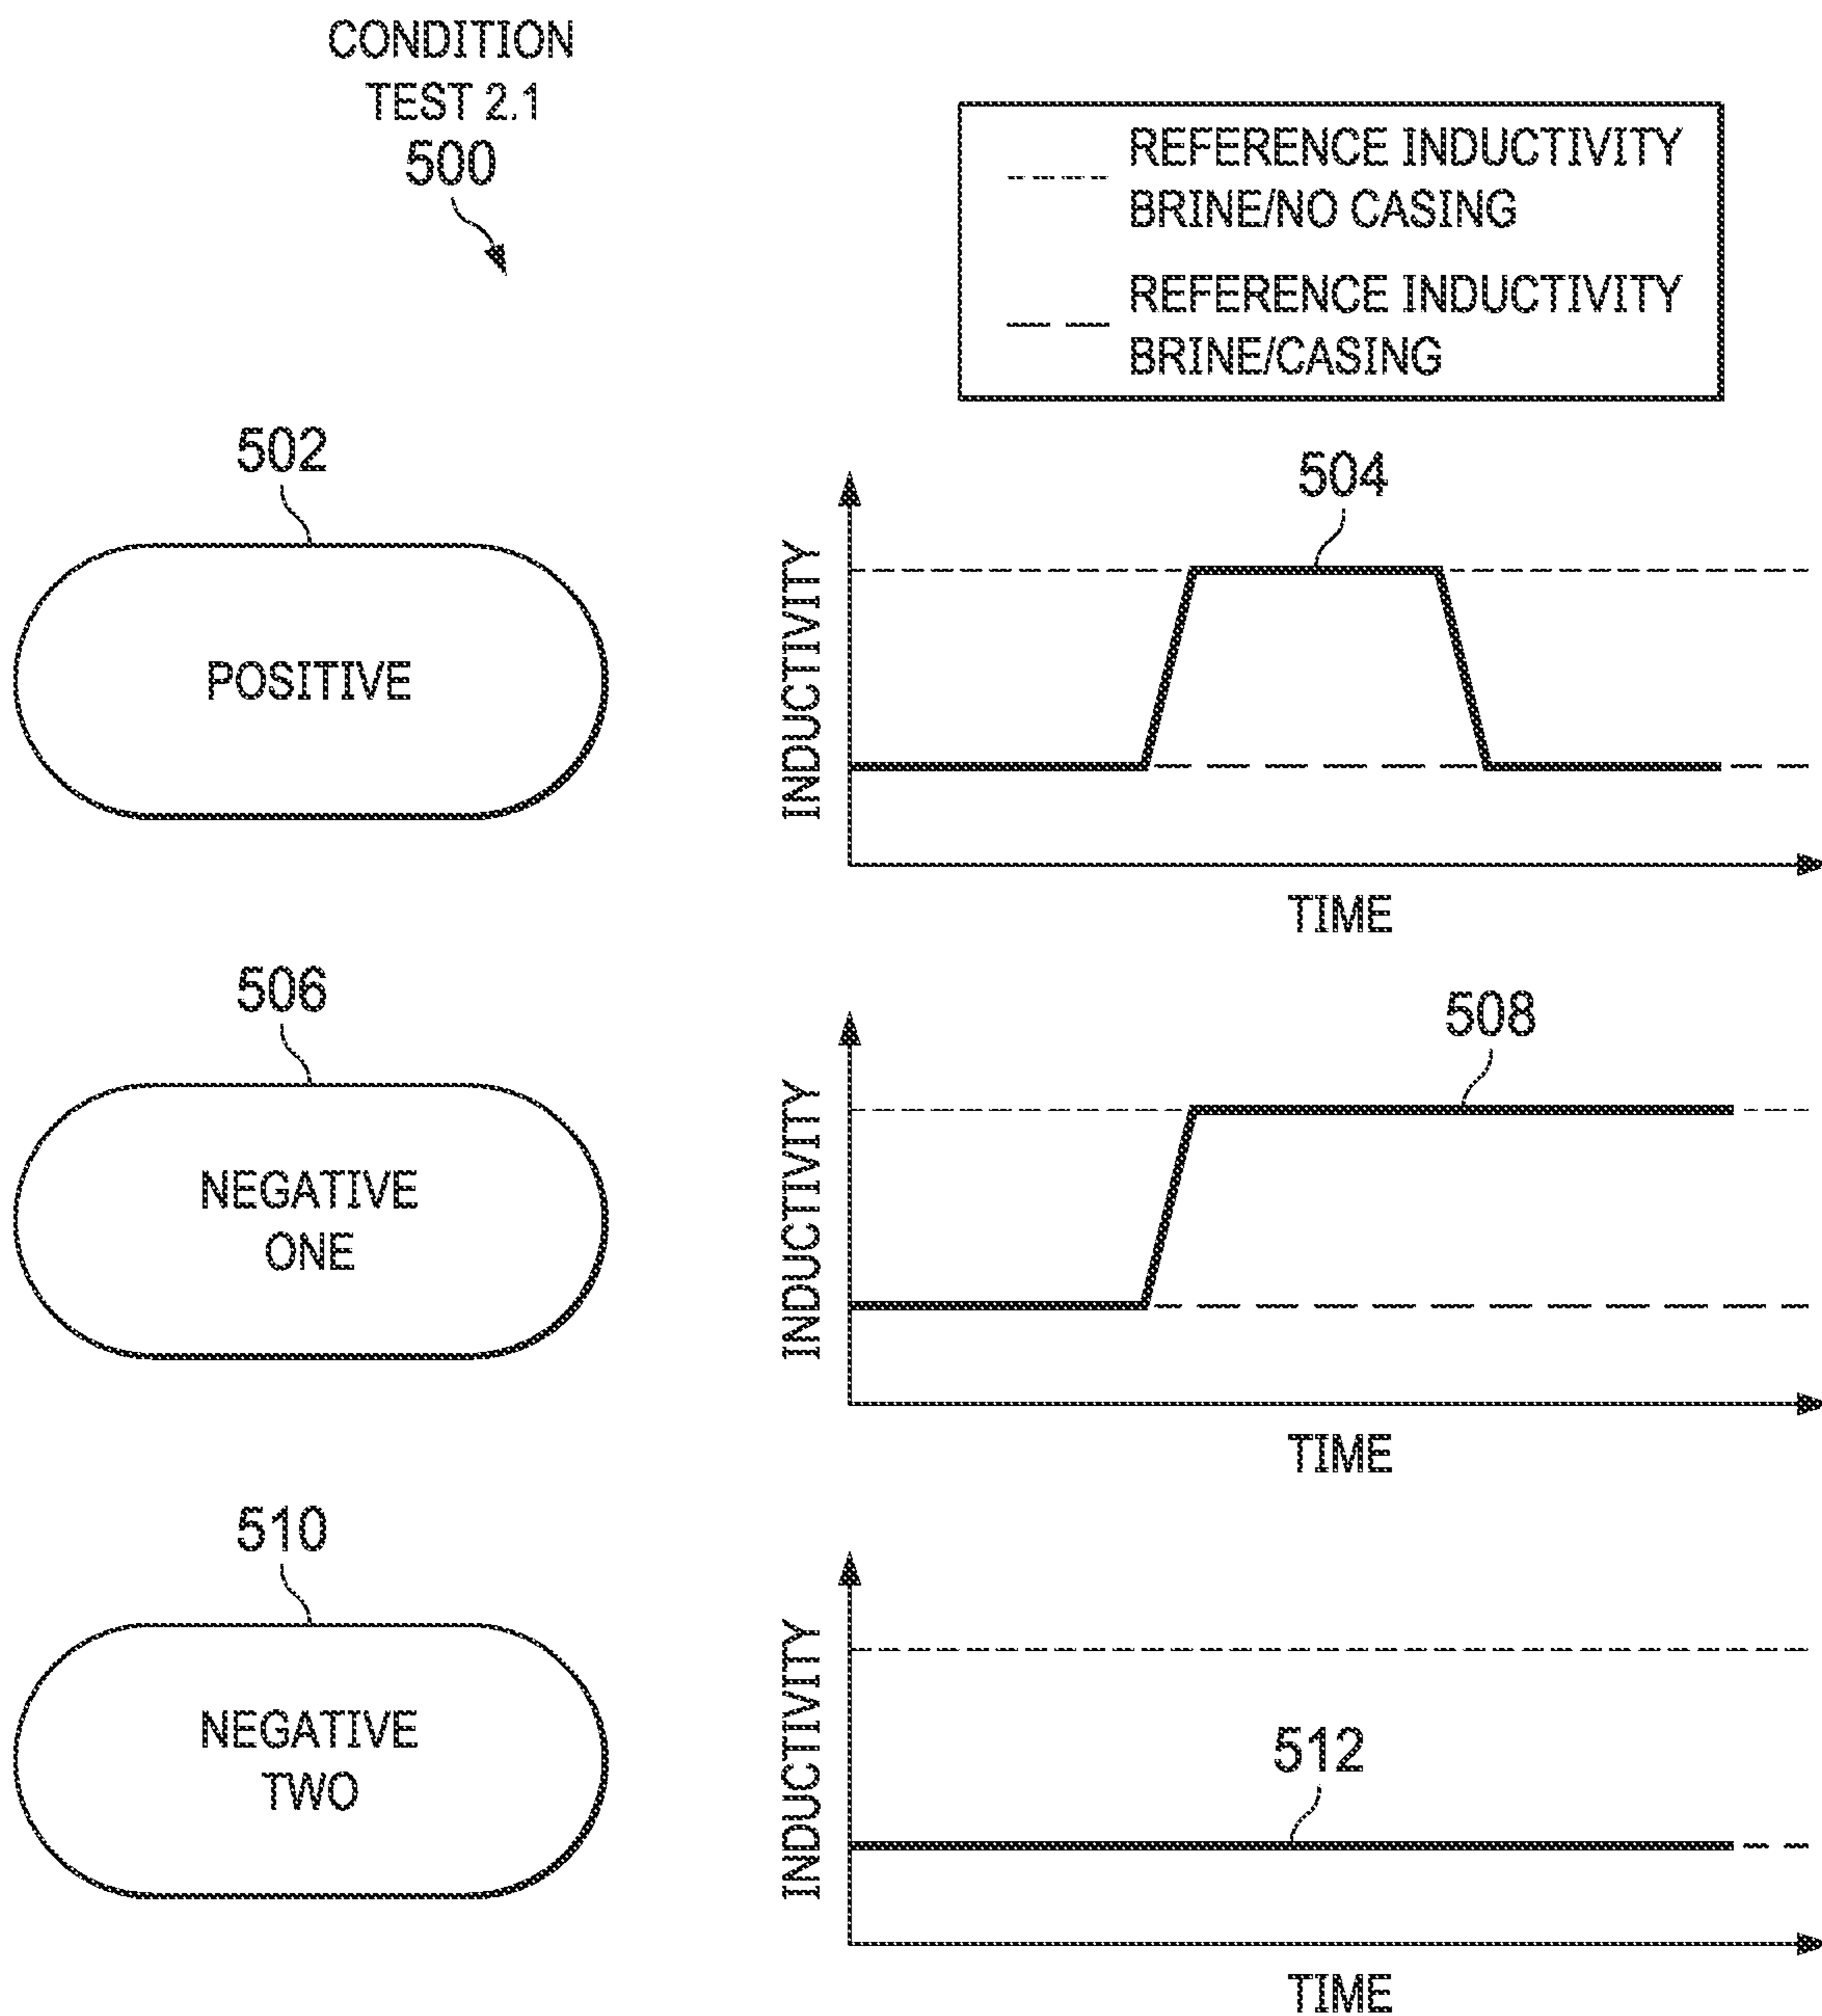 CONDITION
TEST 2.1
500
REFERENCE INDUCTIVITY
BRINE/NO CASING
REFERENCE INDUCTIVITY
BRINE/CASING
502
POSITIVE
504
INDUCTIVITY
TIME
506
NEGATIVE
ONE
508
INDUCTIVITY
TIME
510
NEGATIVE
TWO
512
INDUCTIVITY
TIME